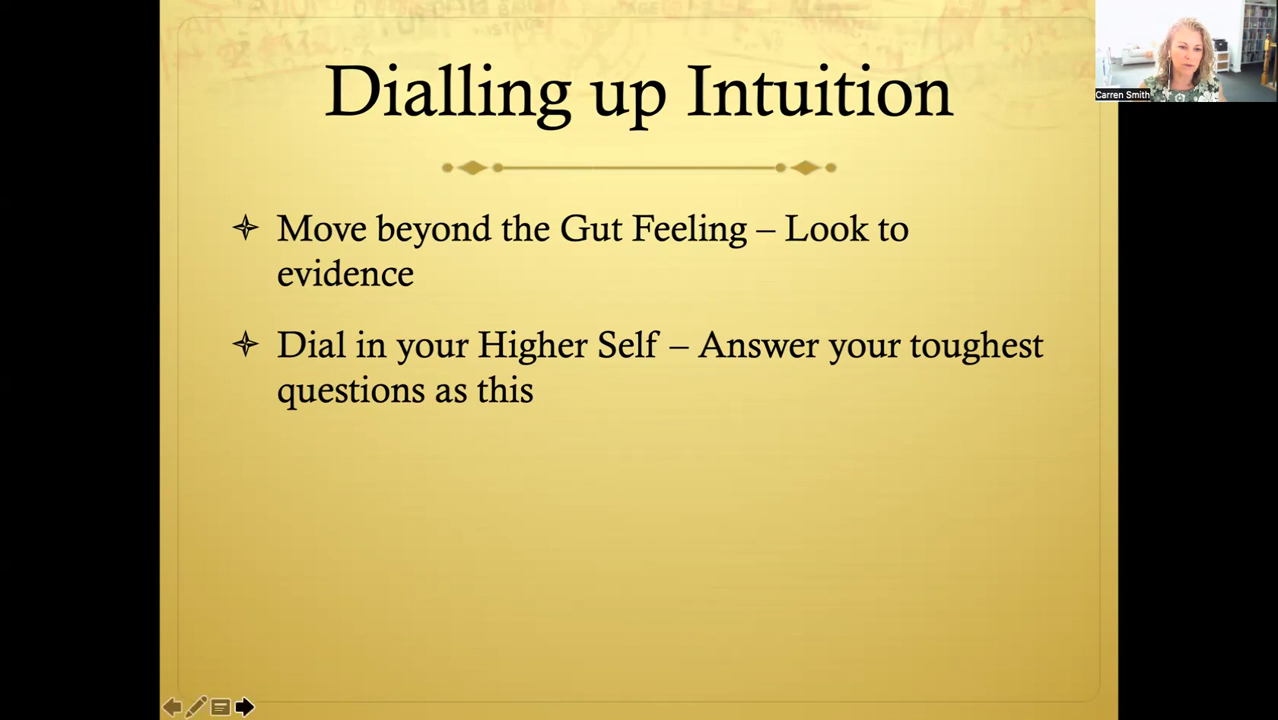 Dialling up Intuition
Move beyond the Gut Feeling – Look to
evidence
Dial in your Higher Self – Answer your toughest
questions as this
Carren Smith